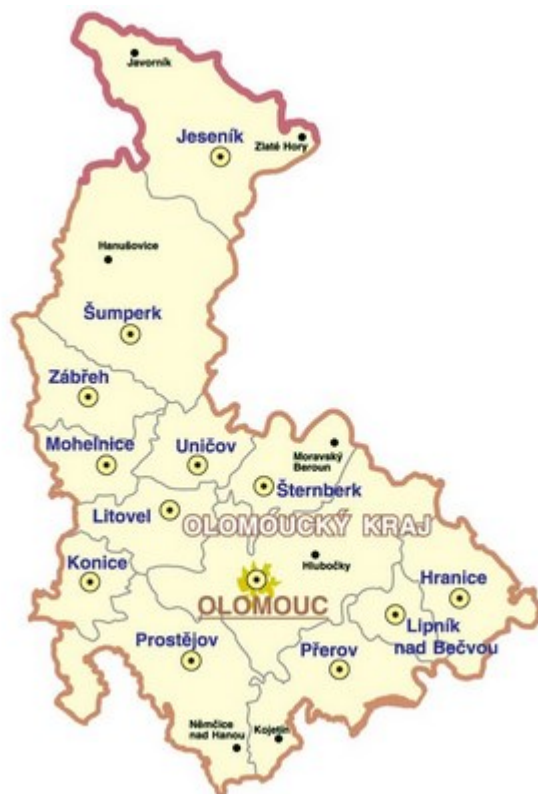 Javorník
Jeseník
Zlaté Hory
Hanušovice
Šumperk
Zábřeh
Mohelnice
Uničov
Moravský
Beroun
Šternberk
Litovel
OLOMOUCKÝ KRAJ
Konice
Hlubočky
Hranice
OLOMOUC
Lipník
nad Bečvou
Prostějov
Přerov
Němčice
nad Hanou
Kojetín